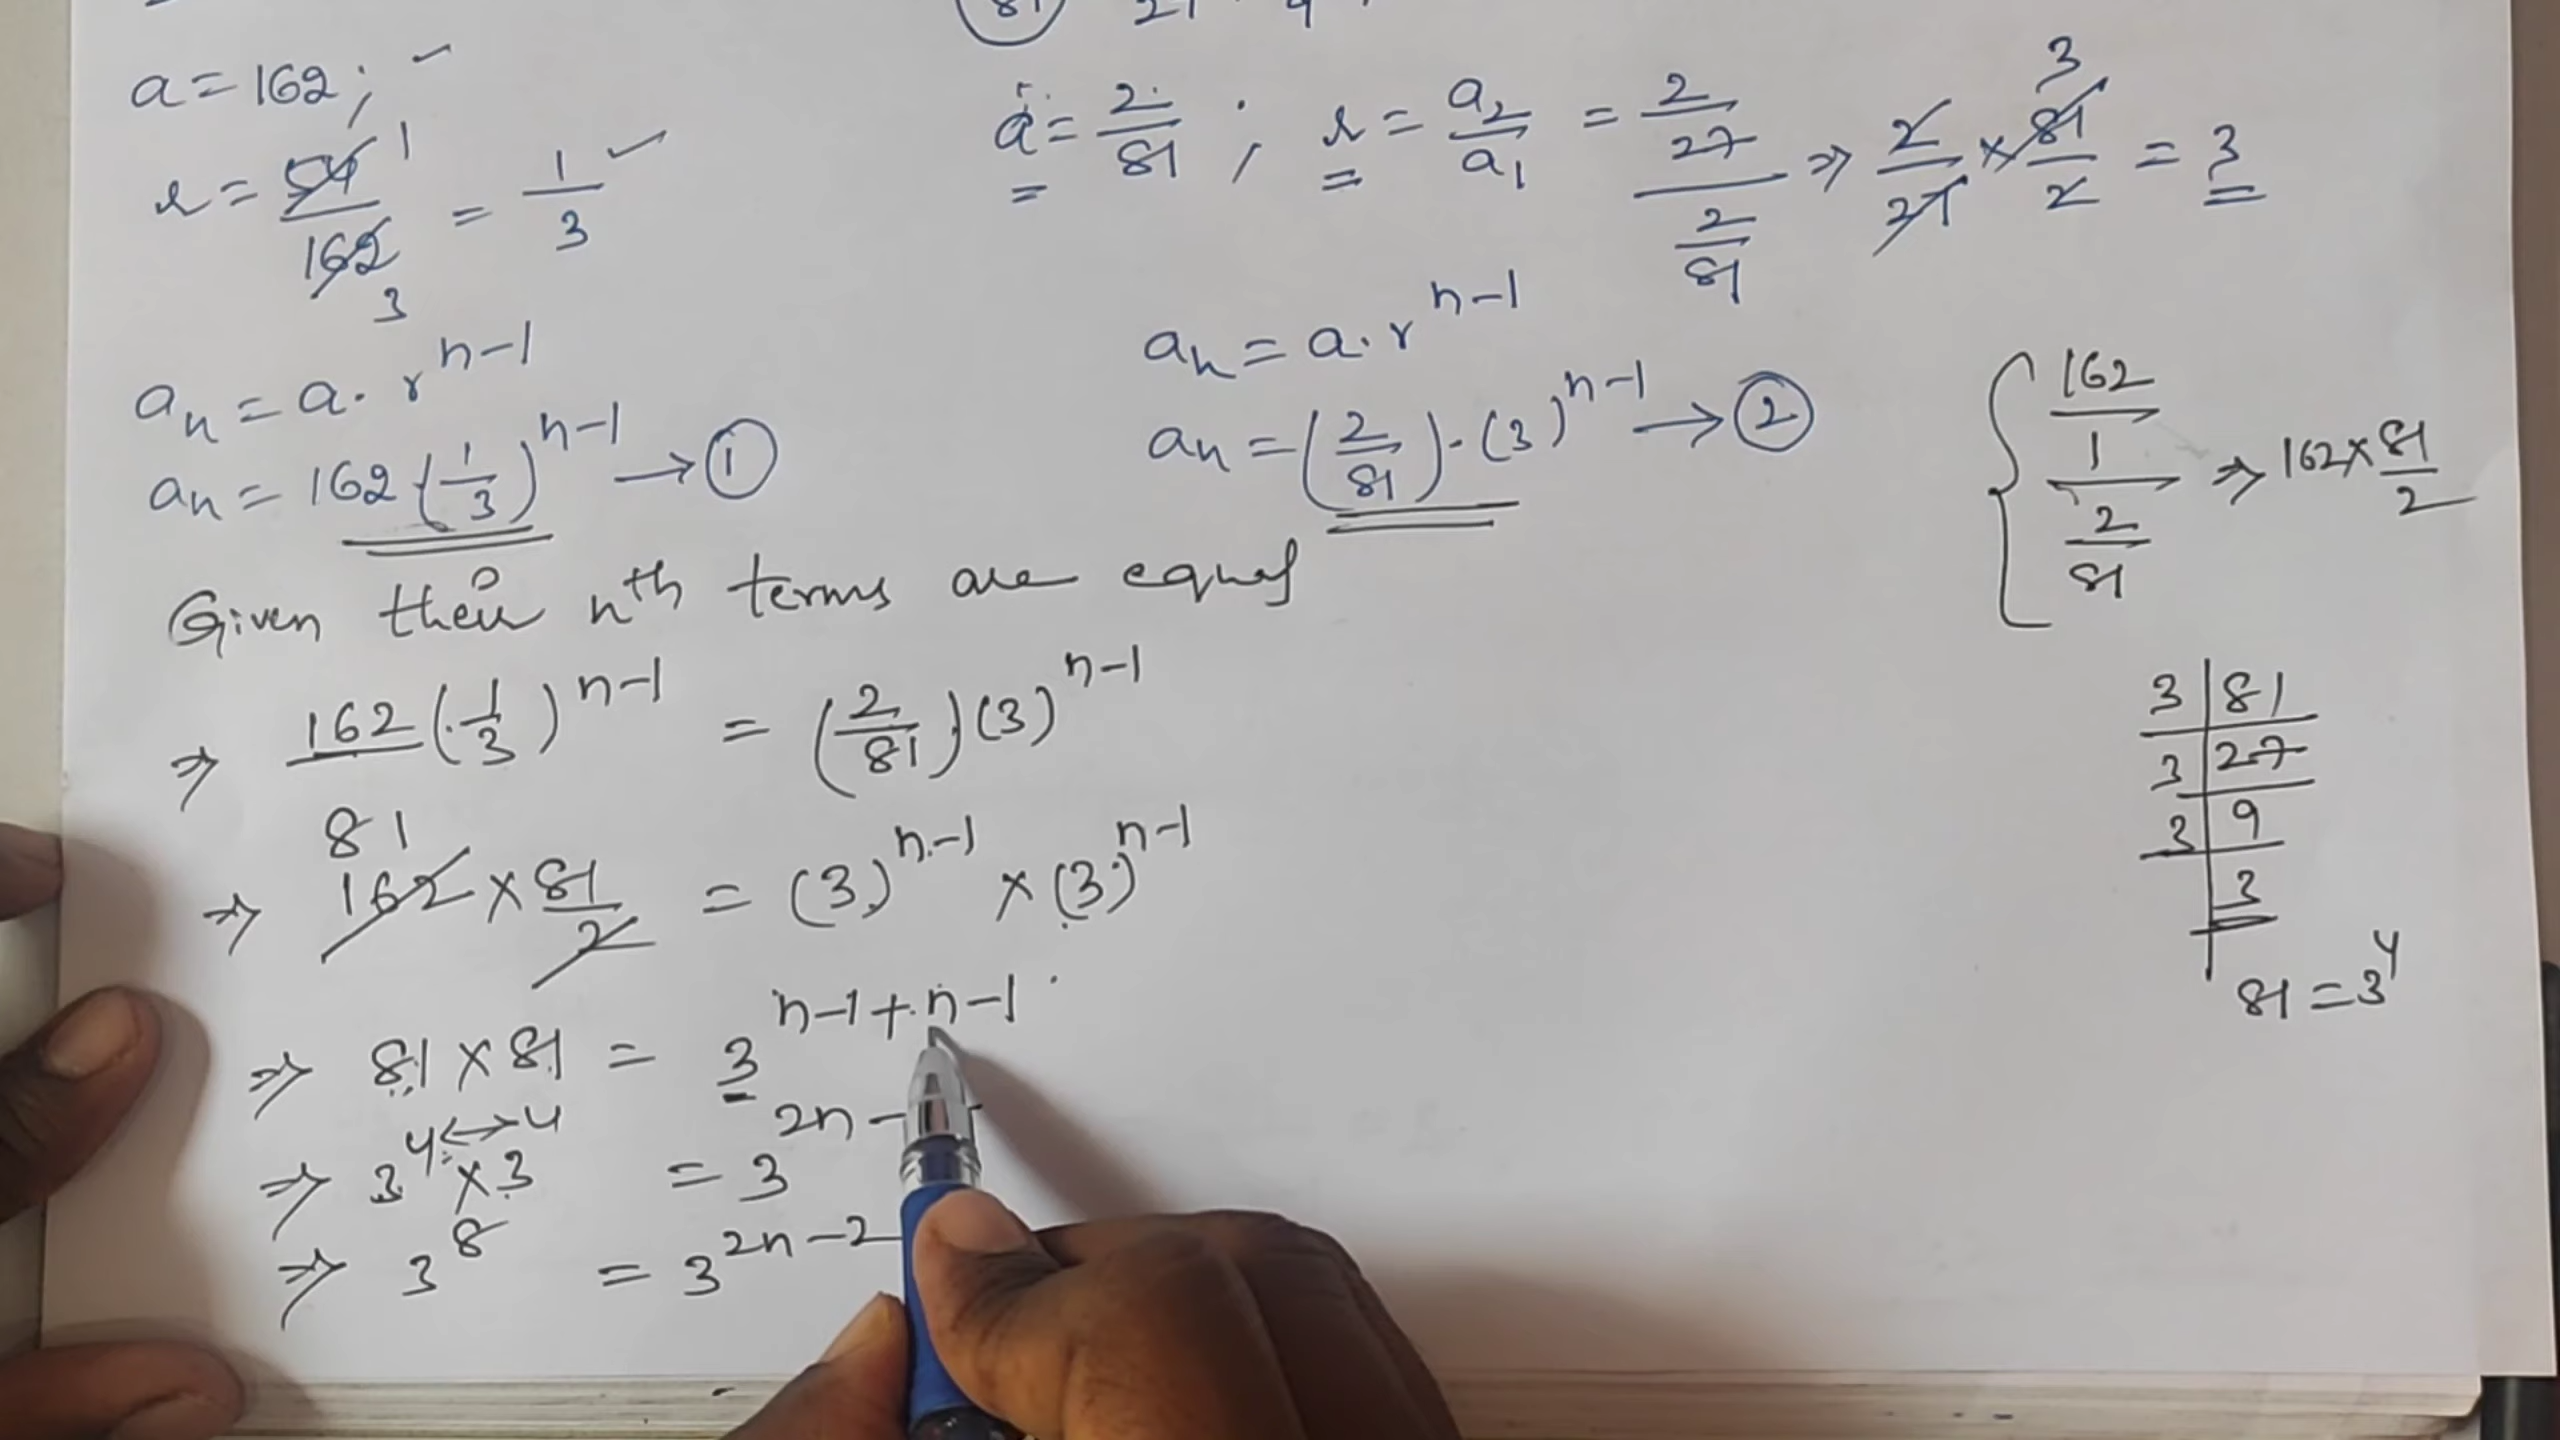 a = 162;
r = 54/162 = 1/3
1
3
aₙ = a · r^(n-1)
aₙ = 162 (1/3)^(n-1) → ①
a = 2/81 ; r = a₂/a₁ = (2/27)/(2/81) ⇒ 2/27 × 81/2 = 3
3
aₙ = a · r^(n-1)
aₙ = (2/81) · (3)^(n-1) → ②
(162/1)/(2/81) ⇒ 162 × 81/2
Given their nth terms are equal
⇒ 162 (1/3)^(n-1) = (2/81)(3)^(n-1)
81
⇒ 162 × 81/2 = (3)^(n-1) × (3)^(n-1)
⇒ 81 × 81 = 3^(n-1+n-1)
⇒ 3^4 × 3^4 = 3^(2n-
⇒ 3^8 = 3^(2n-2
3 | 81
3 | 27
3 | 9
3
81 = 3^4